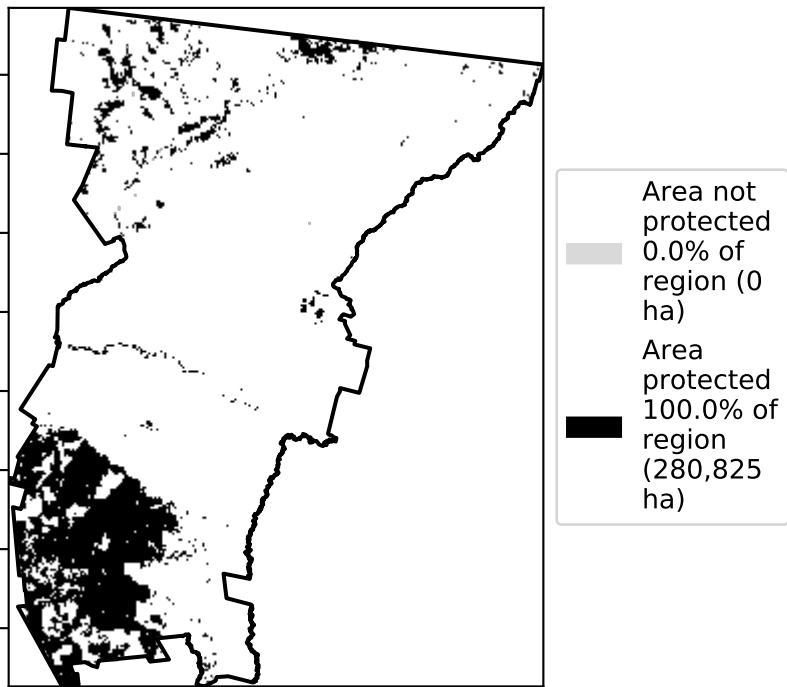 Area not
protected
0.0% of
region (0
ha)
Area
protected
100.0% of
region
(280,825
ha)